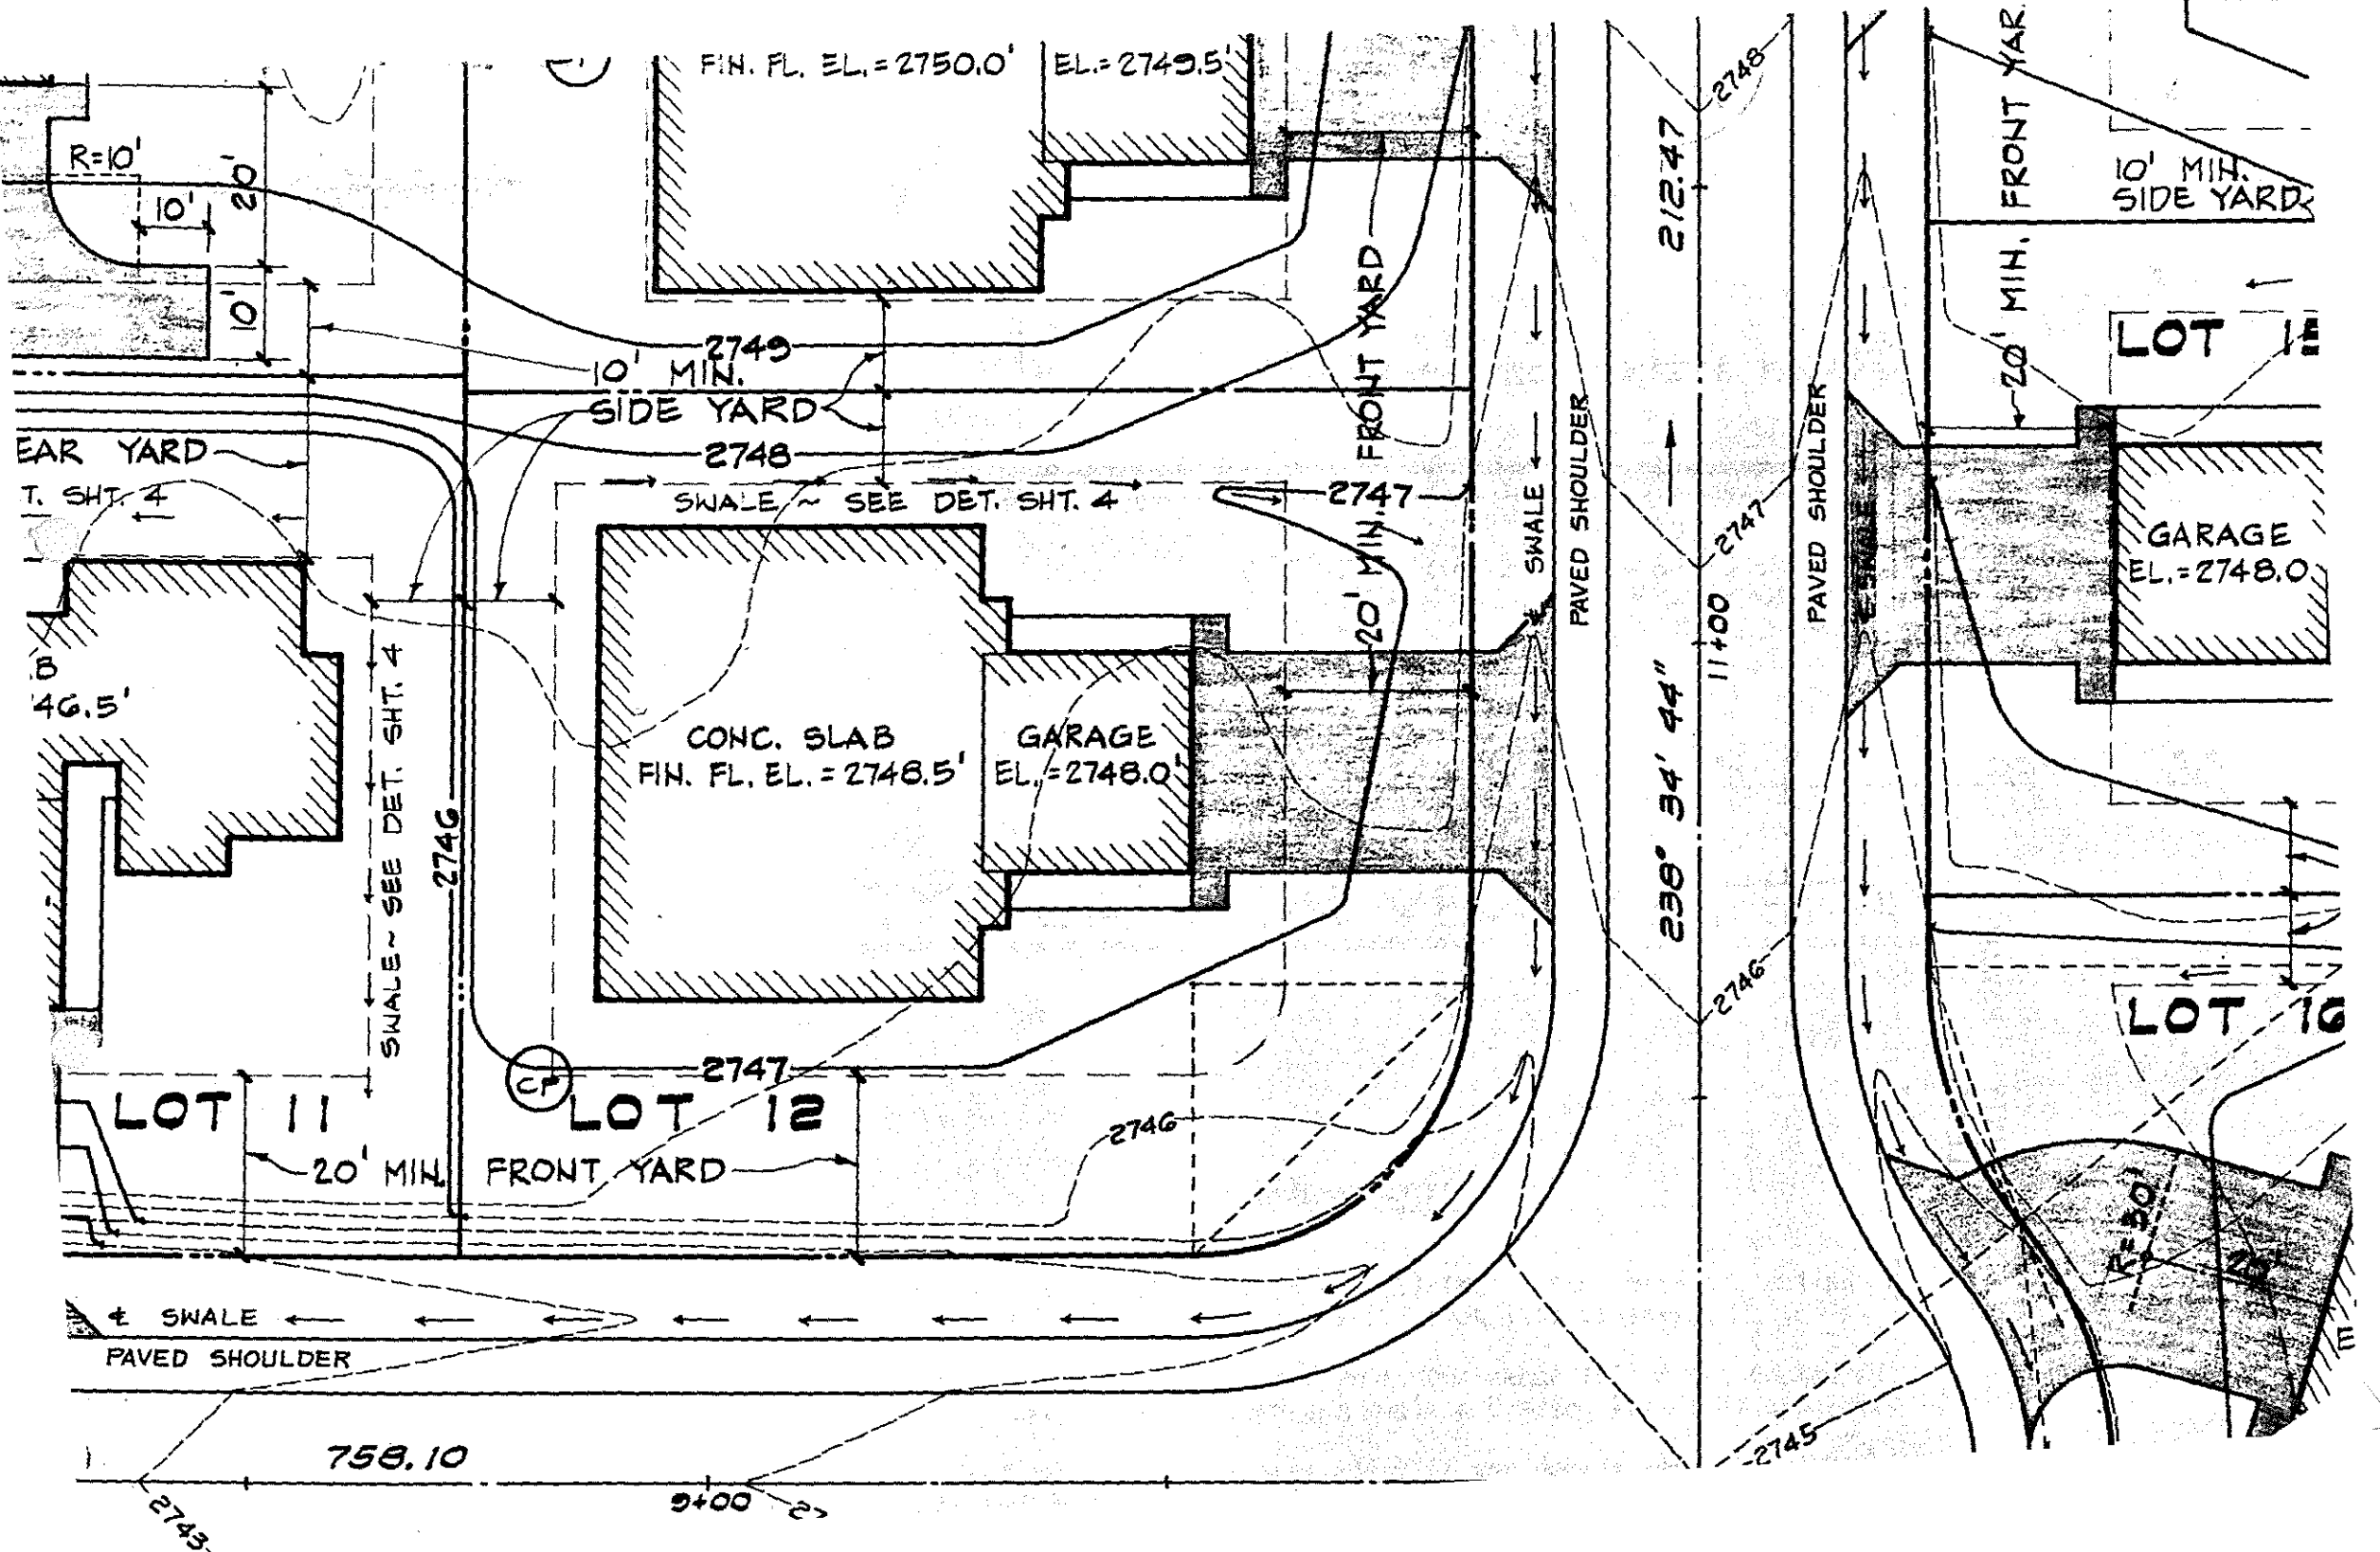 FIN. FL. EL. = 2750.0'
EL.= 2749.5'
2748
FRONT YAR.
R=10'
10'
20'
10'
212.47
10' MIN.
SIDE YARD
20' MIN. FRONT YARD
2749
10' MIN.
SIDE YARD
2748
LOT
EAR YARD
T. SHT. 4
SWALE ~ SEE DET. SHT. 4
2747
20' MIN. FRONT YARD
℄ SWALE
PAVED SHOULDER
2747
PAVED SHOULDER
℄ SWALE
GARAGE
EL.=2748.0
11+00
B
'46.5'
SWALE ~ SEE DET. SHT. 4
2746
CONC. SLAB
FIN. FL. EL. = 2748.5'
GARAGE
EL.=2748.0'
238° 34' 44"
2746
LOT 16
2747
CF
LOT 11
LOT 12
2746
20' MIN. FRONT YARD
R=30'
℄ SWALE
PAVED SHOULDER
E
758.10
2745
9+00
2743